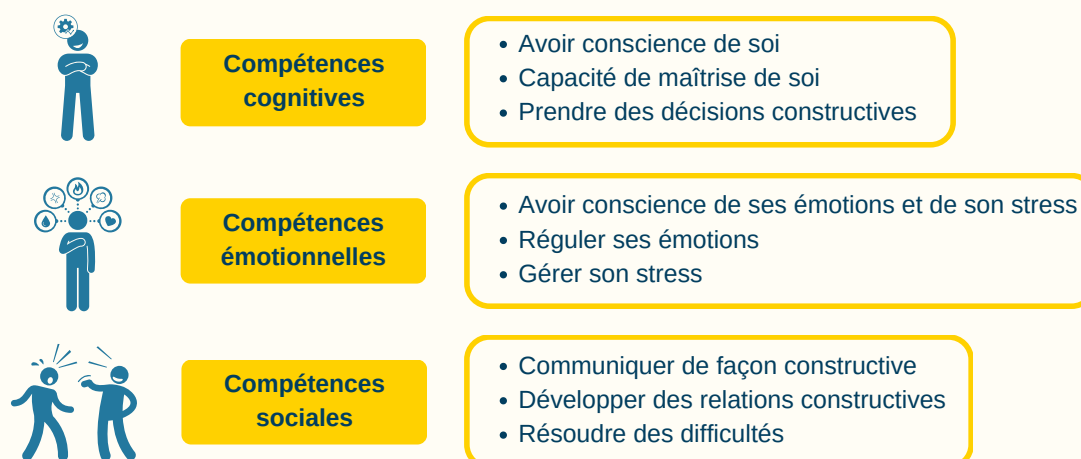 Compétences
cognitives
• Avoir conscience de soi
• Capacité de maîtrise de soi
• Prendre des décisions constructives
Compétences
émotionnelles
• Avoir conscience de ses émotions et de son stress
• Réguler ses émotions
• Gérer son stress
Compétences
sociales
• Communiquer de façon constructive
• Développer des relations constructives
• Résoudre des difficultés